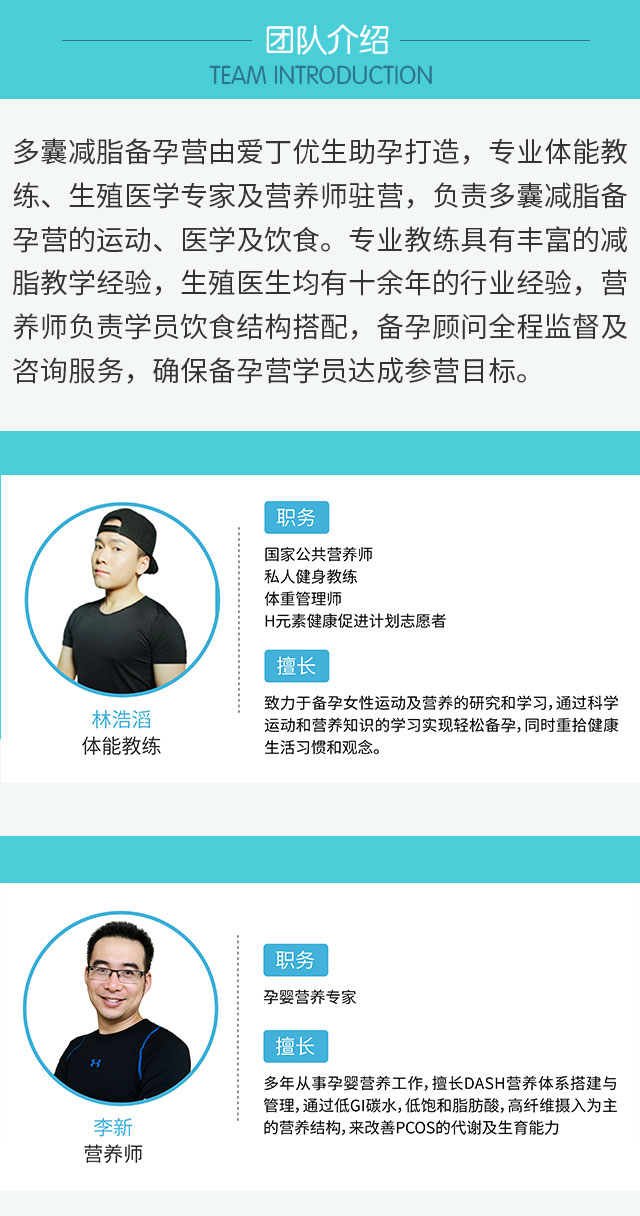 团队介绍
TEAM INTRODUCTION
多囊减脂备孕营由爱丁优生助孕打造，专业体能教
练、生殖医学专家及营养师驻营，负责多囊减脂备
孕营的运动、医学及饮食。专业教练具有丰富的减
脂教学经验，生殖医生均有十余年的行业经验，营
养师负责学员饮食结构搭配，备孕顾问全程监督及
咨询服务，确保备孕营学员达成参营目标。
林浩滔
体能教练
职务
国家公共营养师
私人健身教练
体重管理师
H元素健康促进计划志愿者
擅长
致力于备孕女性运动及营养的研究和学习，通过科学
运动和营养知识的学习实现轻松备孕，同时重拾健康
生活习惯和观念。
李新
营养师
职务
孕婴营养专家
擅长
多年从事孕婴营养工作，擅长DASH营养体系搭建与
管理，通过低GI碳水，低饱和脂肪酸，高纤维摄入为主
的营养结构，来改善PCOS的代谢及生育能力